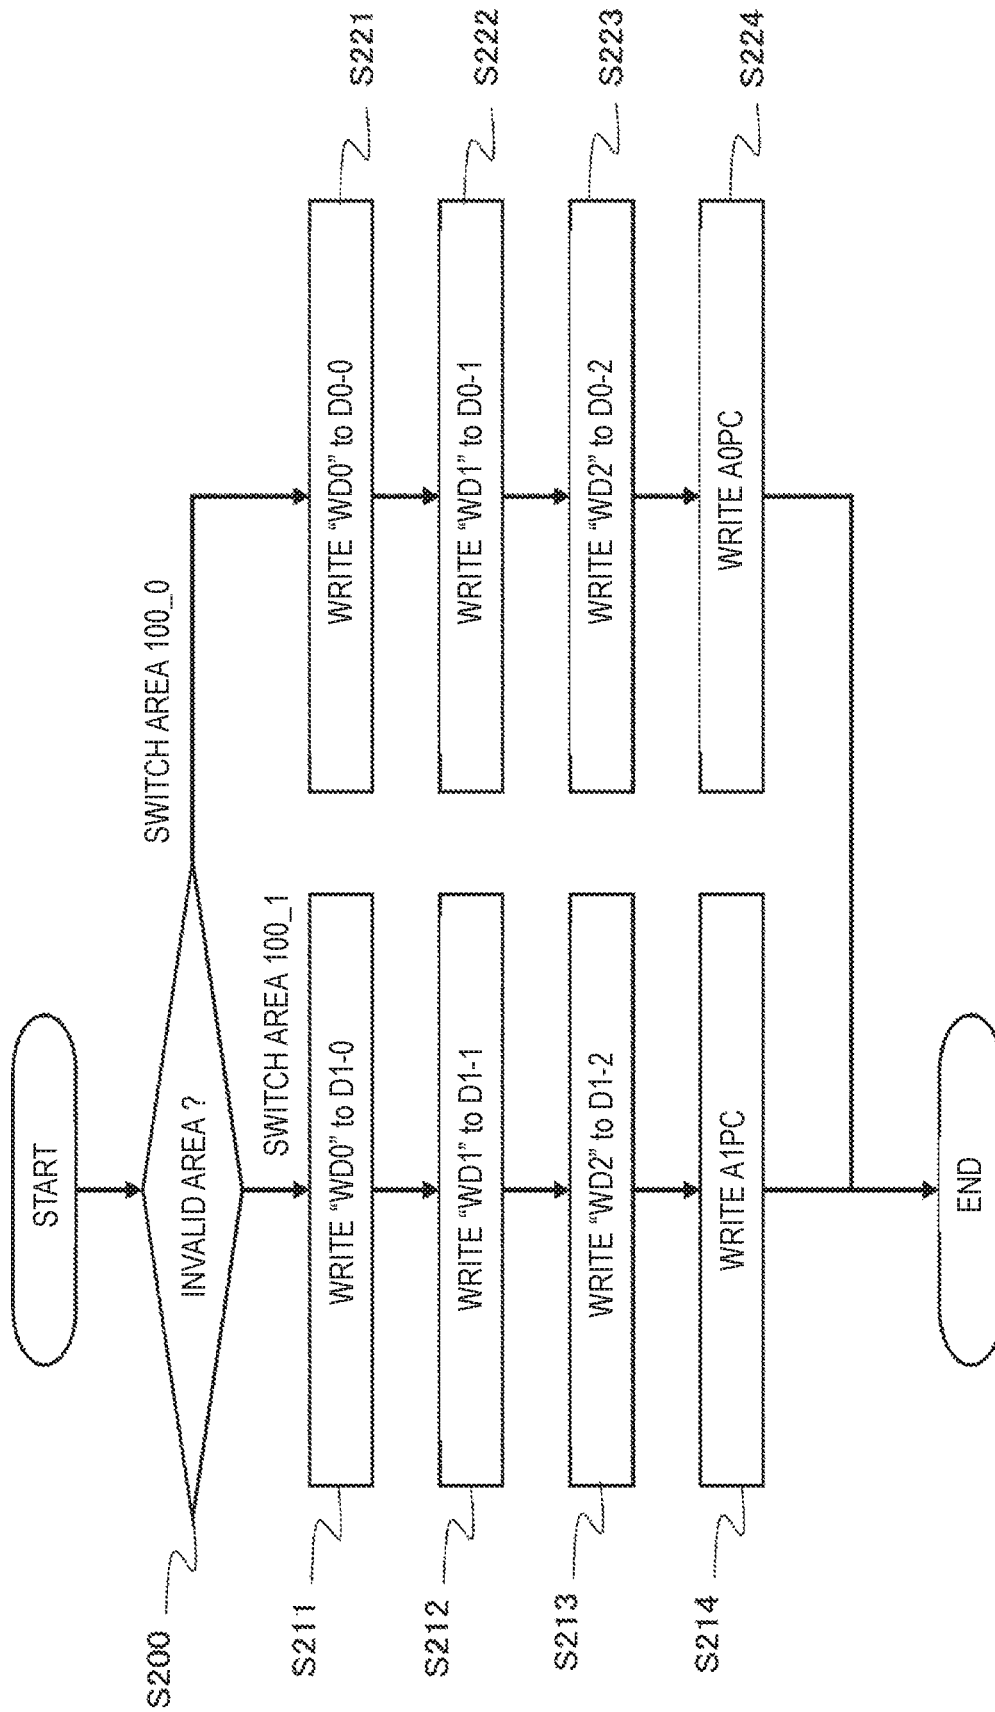 START
S200
INVALID AREA ?
SWITCH AREA 100_0
SWITCH AREA 100_1
S211
WRITE “WD0” to D1-0
WRITE “WD0” to D0-0
S221
S212
WRITE “WD1” to D1-1
WRITE “WD1” to D0-1
S222
S213
WRITE “WD2” to D1-2
WRITE “WD2” to D0-2
S223
S214
WRITE A1PC
WRITE A0PC
S224
END